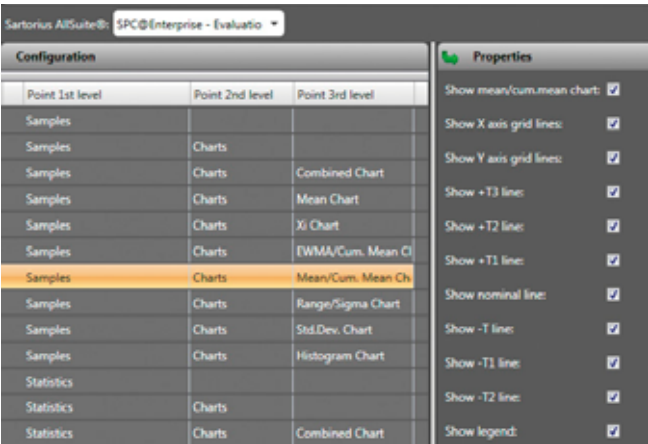 Sartorius AllSuite®: SPC@Enterprise - Evaluatio
Configuration
Point 1st level Point 2nd level Point 3rd level
Samples
Samples Charts
Samples Charts Combined Chart
Samples Charts Mean Chart
Samples Charts Xi Chart
Samples Charts EWMA/Cum. Mean Cl
Samples Charts Mean/Cum. Mean Ch
Samples Charts Range/Sigma Chart
Samples Charts Std.Dev. Chart
Samples Charts Histogram Chart
Statistics
Statistics Charts
Statistics Charts Combined Chart
Properties
Show mean/cum.mean chart:
Show X axis grid lines:
Show Y axis grid lines:
Show +T3 line:
Show +T2 line:
Show +T1 line:
Show nominal line:
Show -T line:
Show -T1 line:
Show -T2 line:
Show legend: